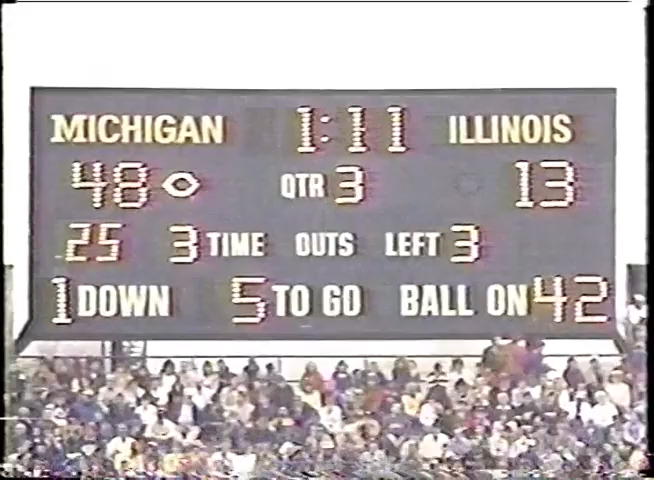 MICHIGAN 1:11 ILLINOIS
48 QTR 3 13
25 3 TIME OUTS LEFT 3
1 DOWN 5 TO GO BALL ON 42